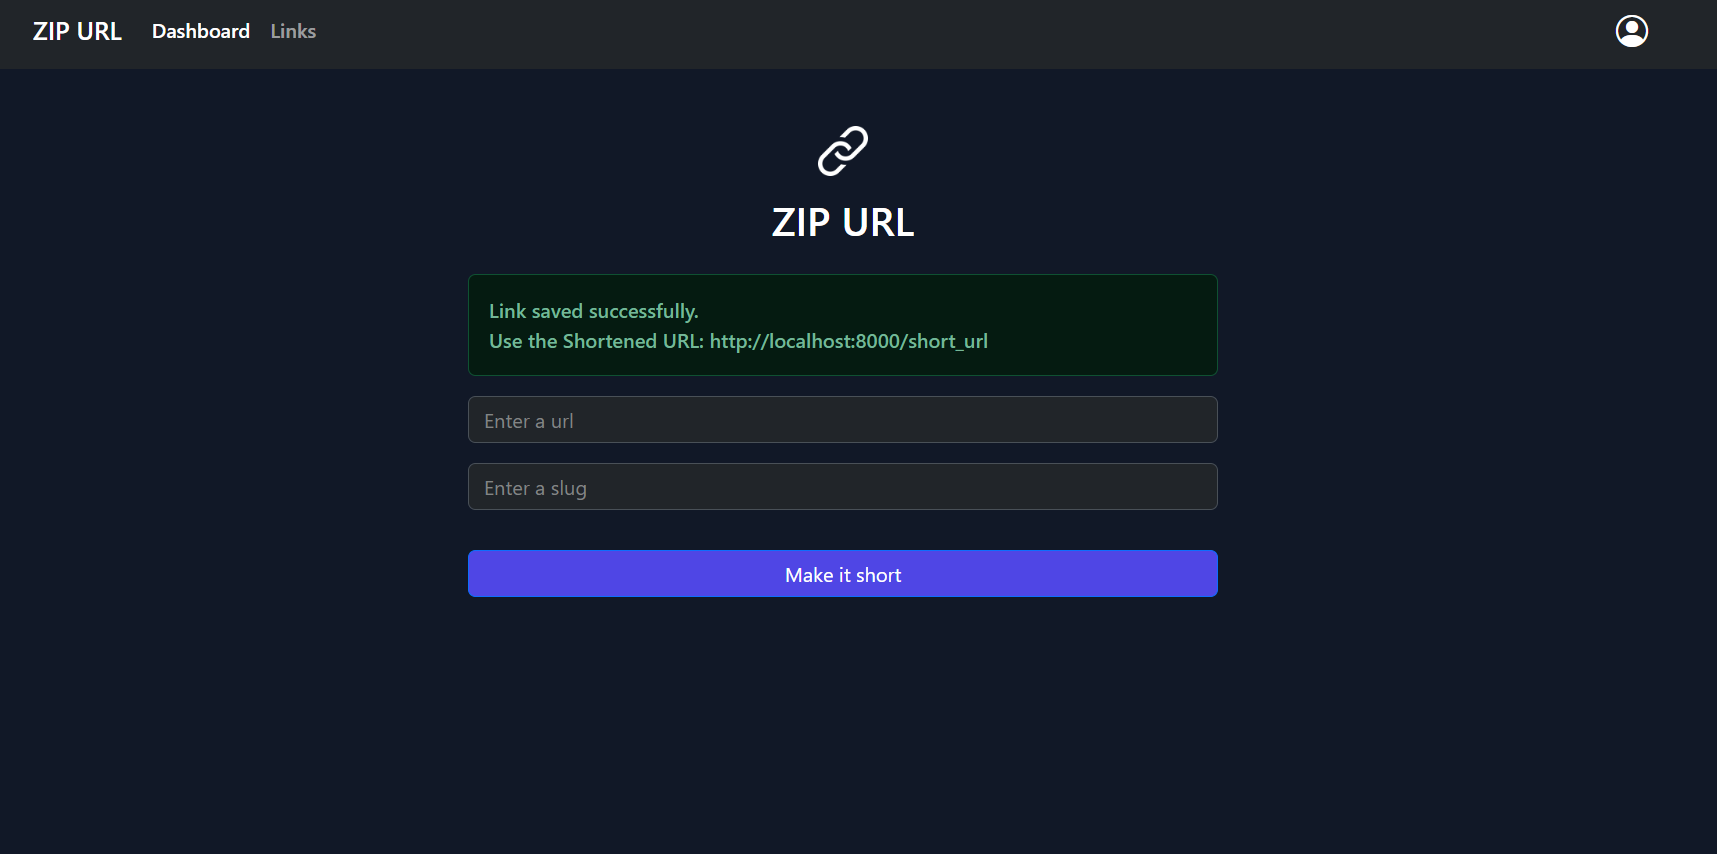 ZIP URL Dashboard Links
ZIP URL
Link saved successfully.
Use the Shortened URL: http://localhost:8000/short_url
Enter a url
Enter a slug
Make it short